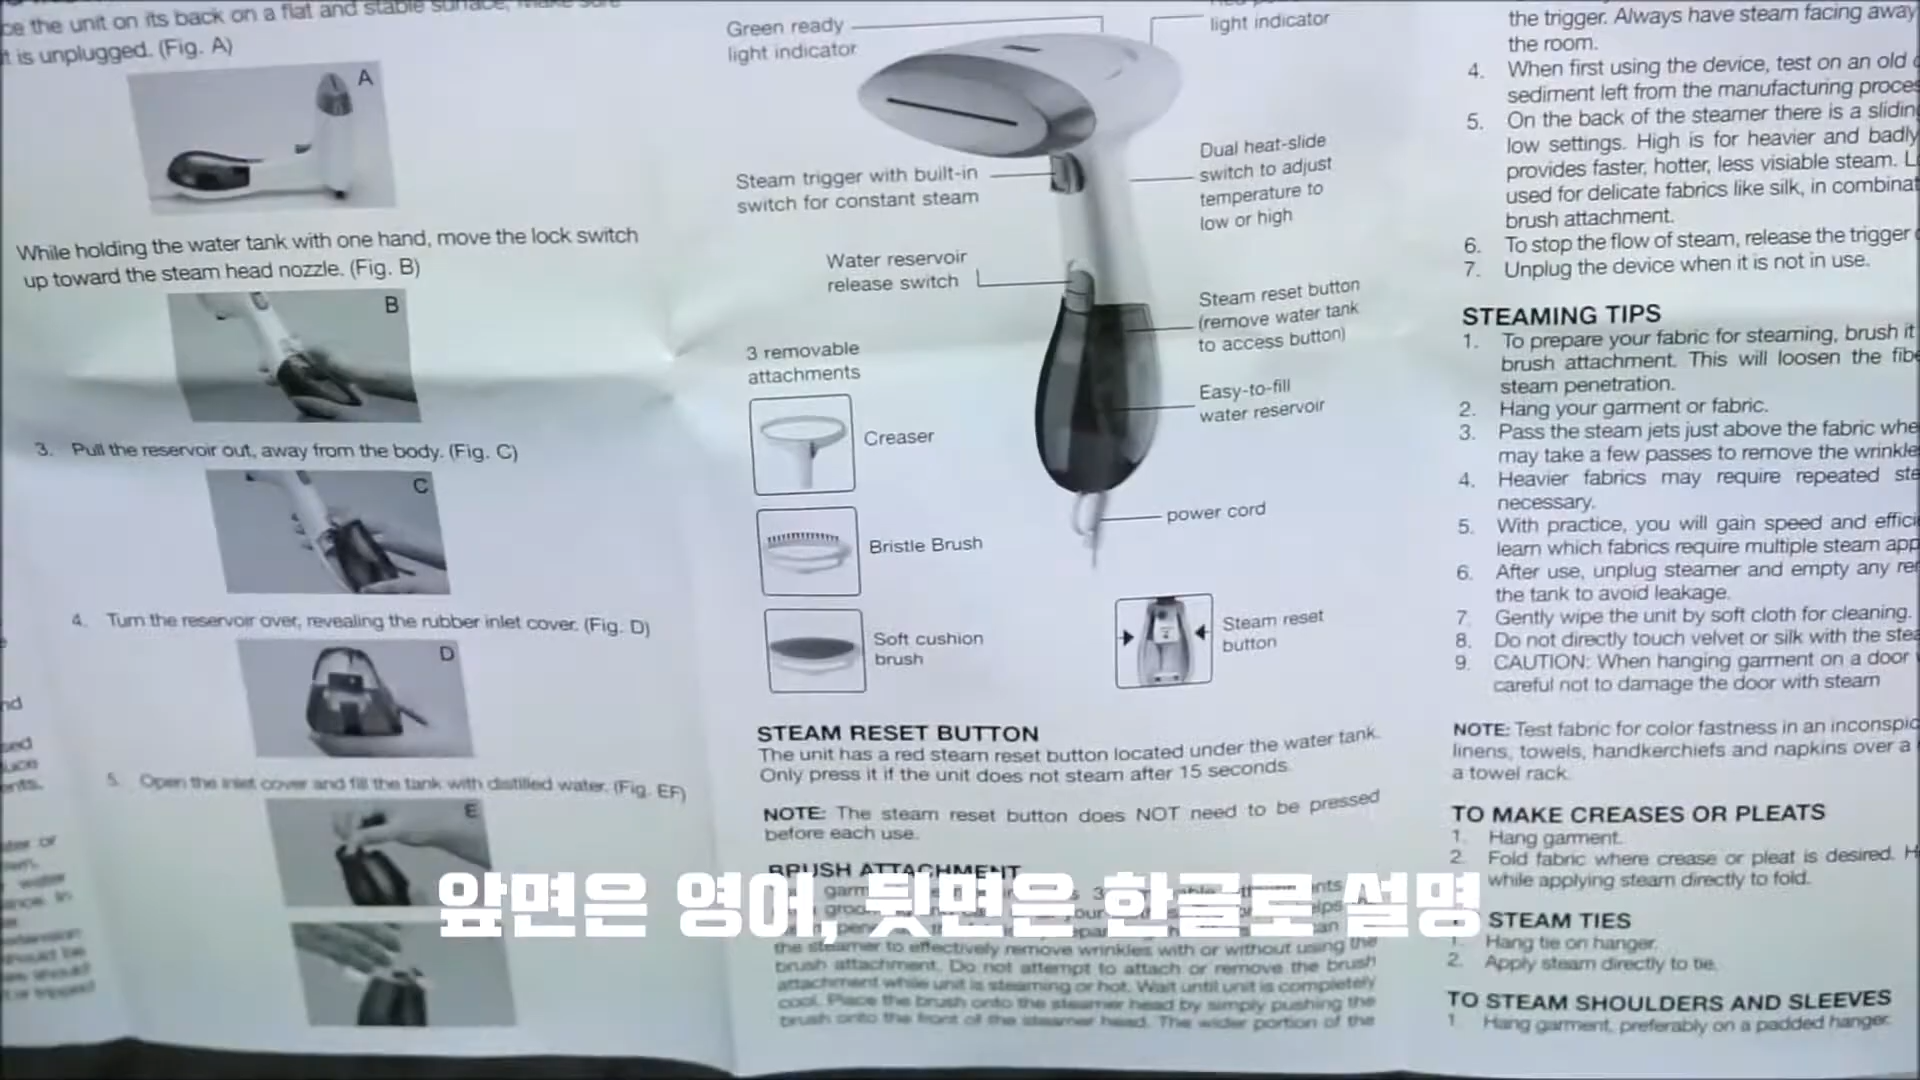 ce the unit on its back on a flat and stable surface, make sure
it is unplugged. (Fig. A)
A
While holding the water tank with one hand, move the lock switch
up toward the steam head nozzle. (Fig. B)
B
3. Pull the reservoir out, away from the body. (Fig. C)
C
4. Turn the reservoir over, revealing the rubber inlet cover. (Fig. D)
D
5. Open the inlet cover and fill the tank with distilled water. (Fig. EF)
E
Green ready
light indicator
light indicator
Steam trigger with built-in
switch for constant steam
Dual heat-slide
switch to adjust
temperature to
low or high
Water reservoir
release switch
Steam reset button
(remove water tank
to access button)
Easy-to-fill
water reservoir
power cord
3 removable
attachments
Creaser
Bristle Brush
Soft cushion
brush
Steam reset
button
STEAM RESET BUTTON
The unit has a red steam reset button located under the water tank.
Only press it if the unit does not steam after 15 seconds.
NOTE: The steam reset button does NOT need to be pressed
before each use.
BRUSH ATTACHMENT
the steamer to effectively remove wrinkles with or without using the
brush attachment. Do not attempt to attach or remove the brush
attachment while unit is steaming or hot. Wait until unit is completely
cool. Place the brush onto the steamer head by simply pushing the
brush onto the front of the steamer head. The wider portion of the
the trigger. Always have steam facing away
the room.
4. When first using the device, test on an old
sediment left from the manufacturing proces
5. On the back of the steamer there is a sliding
low settings. High is for heavier and badly
provides faster, hotter, less visiable steam. L
used for delicate fabrics like silk, in combinat
brush attachment.
6. To stop the flow of steam, release the trigger
7. Unplug the device when it is not in use.
STEAMING TIPS
1. To prepare your fabric for steaming, brush it
brush attachment. This will loosen the fibe
steam penetration.
2. Hang your garment or fabric.
3. Pass the steam jets just above the fabric whe
may take a few passes to remove the wrinkle
4. Heavier fabrics may require repeated ste
necessary.
5. With practice, you will gain speed and effici
learn which fabrics require multiple steam app
6. After use, unplug steamer and empty any re
the tank to avoid leakage.
7. Gently wipe the unit by soft cloth for cleaning.
8. Do not directly touch velvet or silk with the stea
9. CAUTION: When hanging garment on a door
careful not to damage the door with steam
NOTE: Test fabric for color fastness in an inconspic
linens, towels, handkerchiefs and napkins over a
a towel rack.
TO MAKE CREASES OR PLEATS
1. Hang garment.
2. Fold fabric where crease or pleat is desired. H
while applying steam directly to fold.
STEAM TIES
1. Hang tie on hanger.
2. Apply steam directly to tie.
TO STEAM SHOULDERS AND SLEEVES
1 Hang garment, preferably on a padded hanger.
앞면은 영어, 뒷면은 한글로 설명